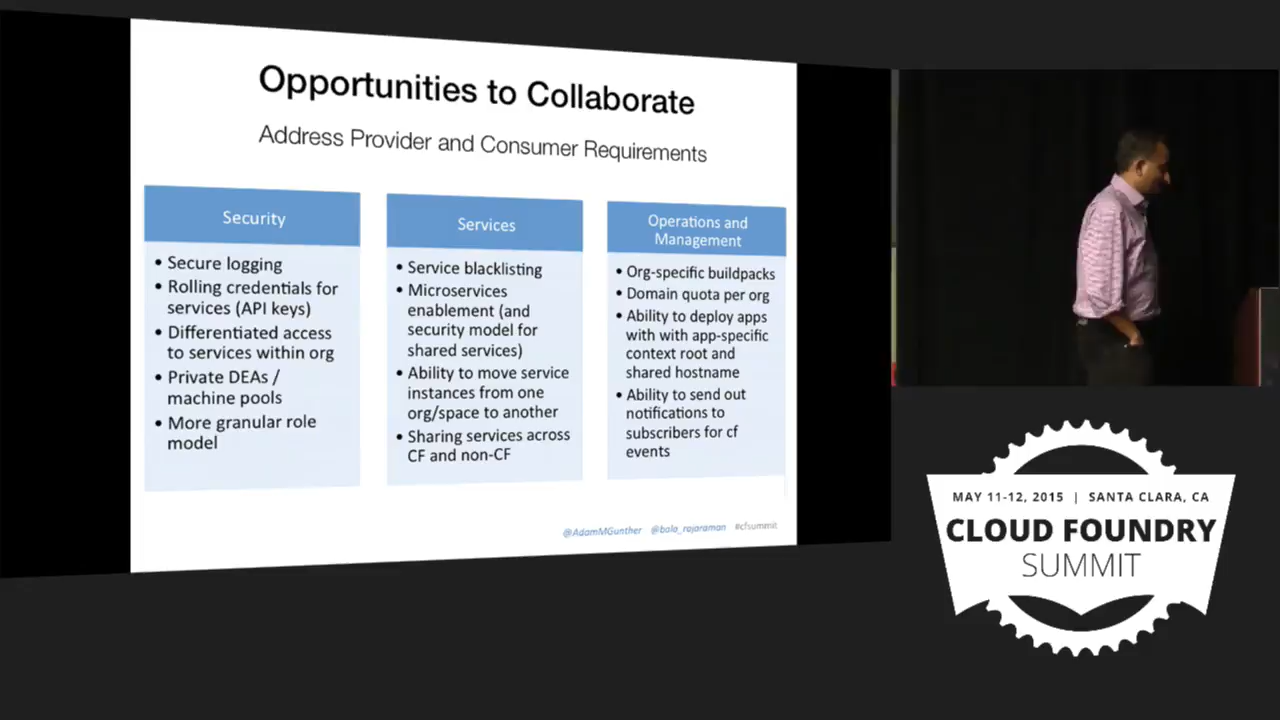 Opportunities to Collaborate
Address Provider and Consumer Requirements
Security
• Secure logging
• Rolling credentials for
services (API keys)
• Differentiated access
to services within org
• Private DEAs /
machine pools
• More granular role
model
Services
• Service blacklisting
• Microservices
enablement (and
security model for
shared services)
• Ability to move service
instances from one
org/space to another
• Sharing services across
CF and non-CF
Operations and
Management
• Org-specific buildpacks
• Domain quota per org
• Ability to deploy apps
with with app-specific
context root and
shared hostname
• Ability to send out
notifications to
subscribers for cf
events
@AdamMGunther @bala_rajaraman #cfsummit
MAY 11-12, 2015 | SANTA CLARA, CA
CLOUD FOUNDRY
SUMMIT